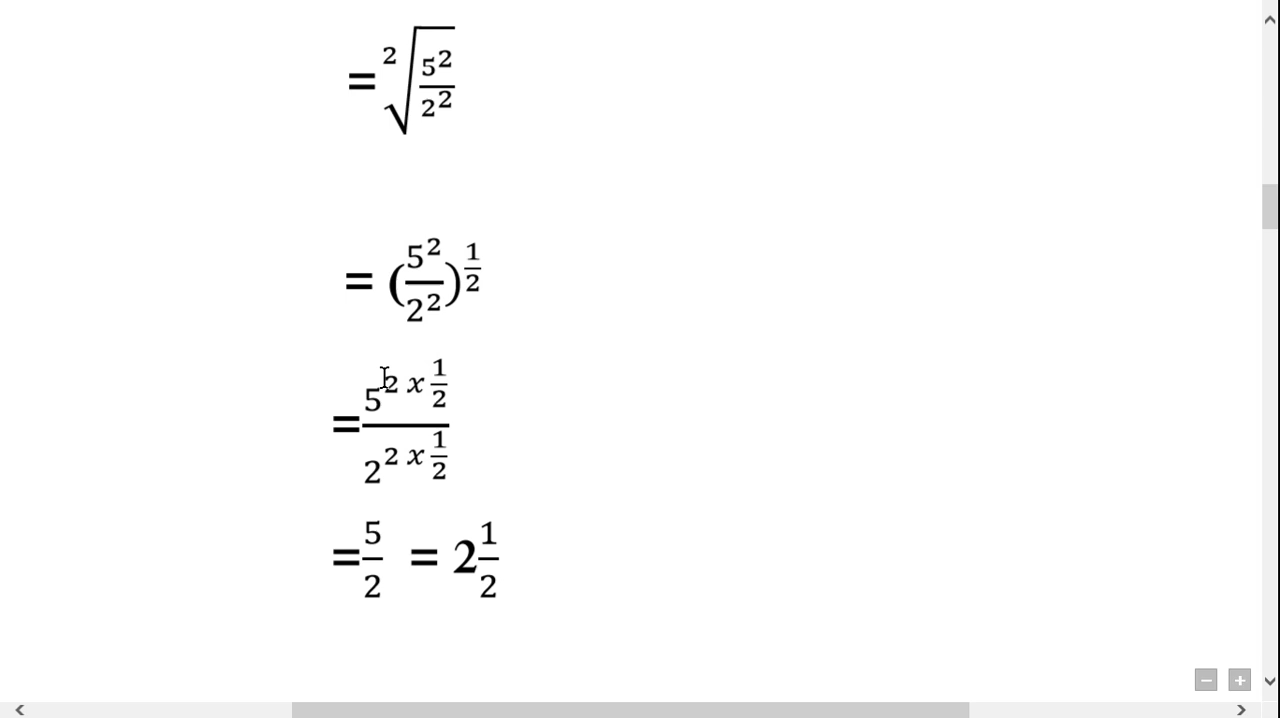 = ²√(5²/2²)
= (5²/2²)^(1/2)
= 5^(2 x 1/2) / 2^(2 x 1/2)
= 5/2 = 2 1/2